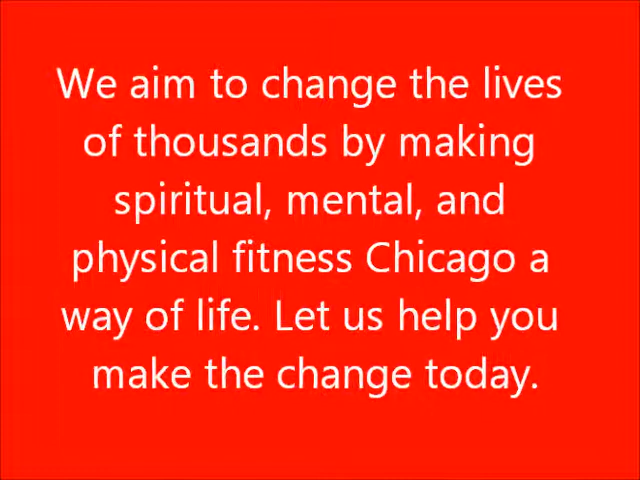 We aim to change the lives
of thousands by making
spiritual, mental, and
physical fitness Chicago a
way of life. Let us help you
make the change today.